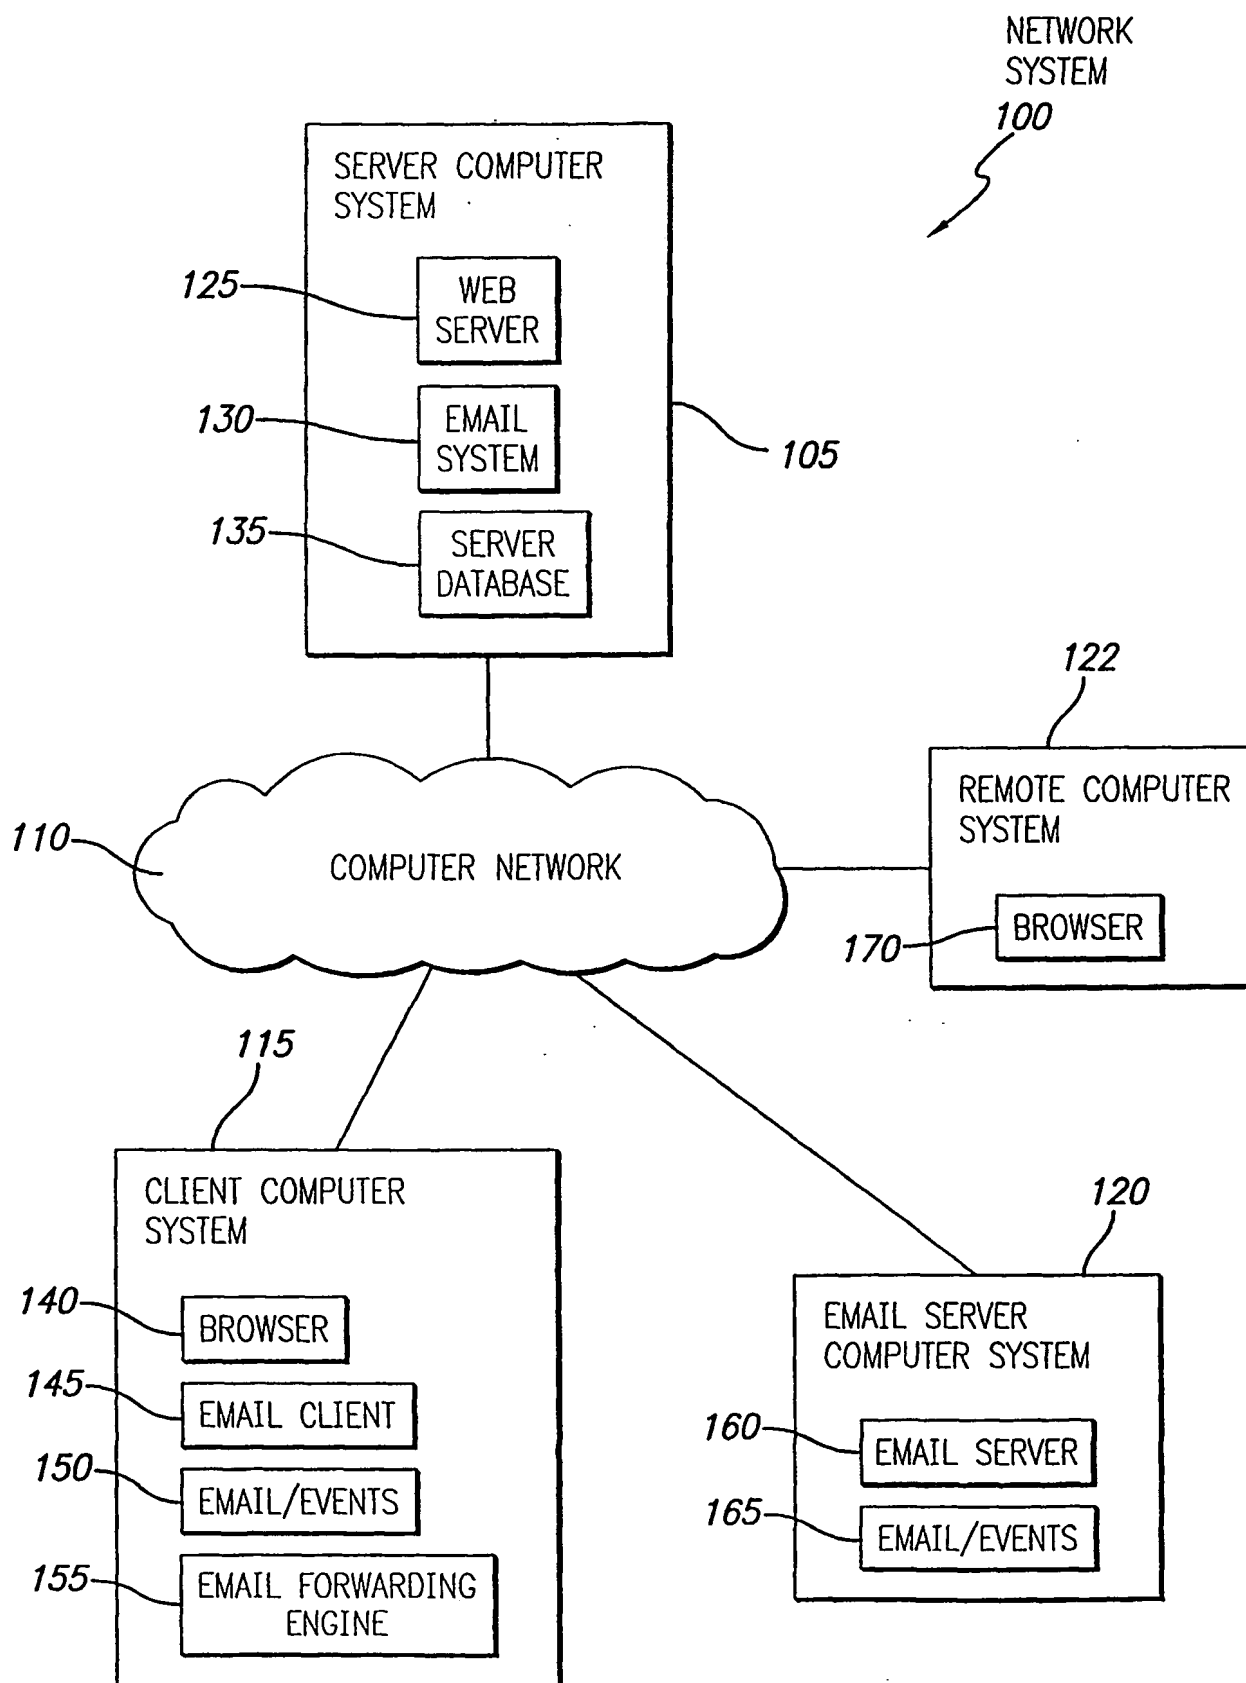 NETWORK
SYSTEM
100
SERVER COMPUTER
SYSTEM
125
WEB
SERVER
130
EMAIL
SYSTEM
105
135
SERVER
DATABASE
122
REMOTE COMPUTER
SYSTEM
110
COMPUTER NETWORK
170
BROWSER
115
CLIENT COMPUTER
SYSTEM
140
BROWSER
145
EMAIL CLIENT
150
EMAIL/EVENTS
155
EMAIL FORWARDING
ENGINE
120
EMAIL SERVER
COMPUTER SYSTEM
160
EMAIL SERVER
165
EMAIL/EVENTS